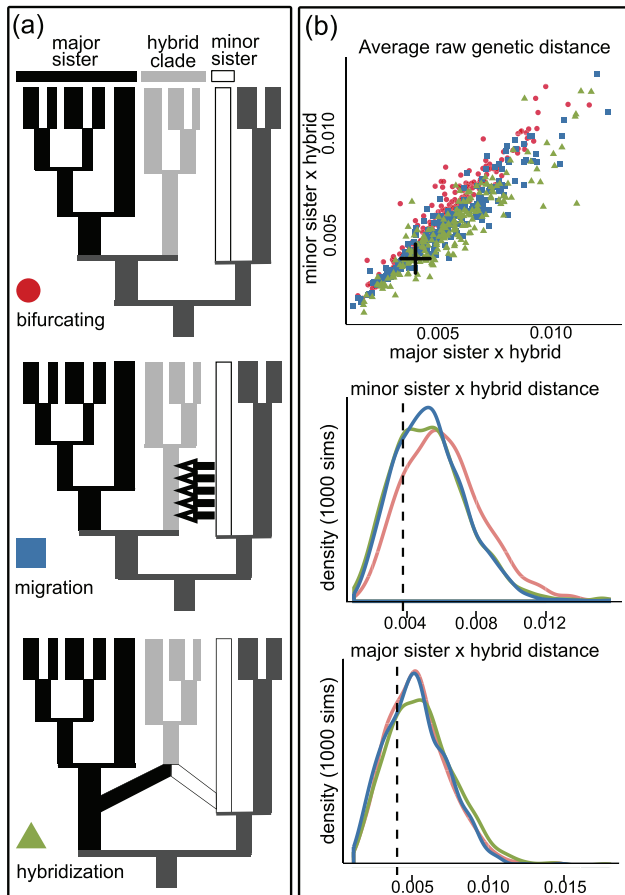 (a)
major
sister
hybrid
clade
minor
sister
bifurcating
migration
hybridization
(b)
Average raw genetic distance
minor sister x hybrid
0.005
0.010
0.005
0.010
major sister x hybrid
minor sister x hybrid distance
density (1000 sims)
0.004
0.008
0.012
major sister x hybrid distance
density (1000 sims)
0.005
0.010
0.015